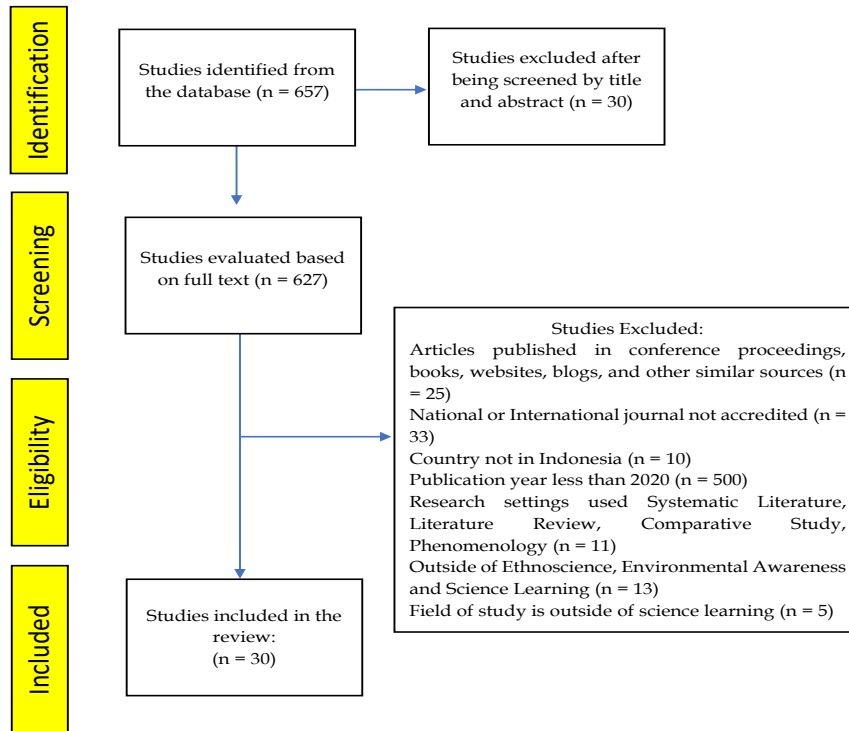 Identification
Studies identified from
the database (n = 657)
Studies excluded after
being screened by title
and abstract (n = 30)
Screening
Studies evaluated based
on full text (n = 627)
Eligibility
Studies Excluded:
Articles published in conference proceedings,
books, websites, blogs, and other similar sources (n
= 25)
National or International journal not accredited (n =
33)
Country not in Indonesia (n = 10)
Publication year less than 2020 (n = 500)
Research settings used Systematic Literature,
Literature Review, Comparative Study,
Phenomenology (n = 11)
Outside of Ethnoscience, Environmental Awareness
and Science Learning (n = 13)
Field of study is outside of science learning (n = 5)
Included
Studies included in the
review:
(n = 30)